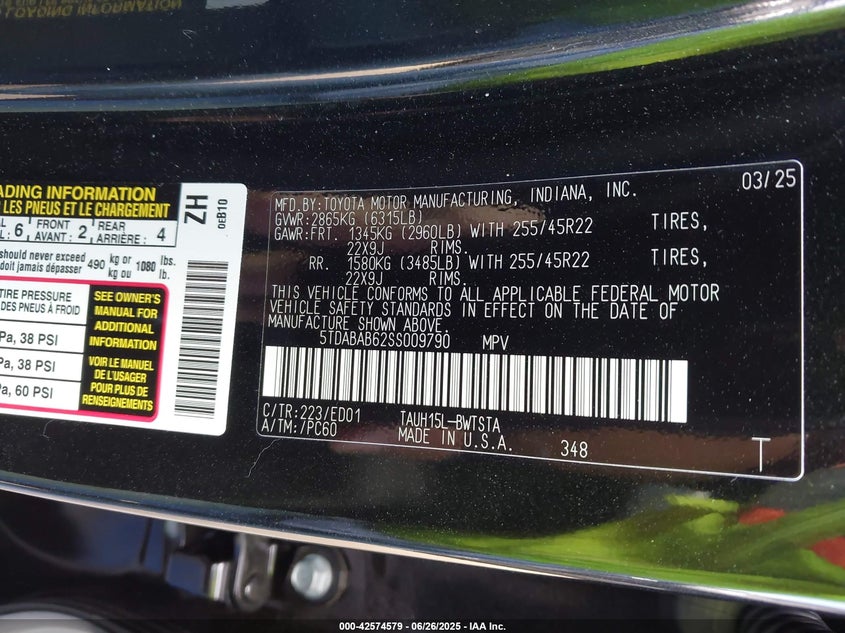 ADING INFORMATION
LES PNEUS ET LE CHARGEMENT
6 FRONT AVANT: 2 REAR ARRIÈRE: 4
should never exceed 490 kg or 1080 lbs.
doit jamais dépasser kg ou lb.
TIRE PRESSURE
DES PNEUS À FROID
Pa, 38 PSI
Pa, 38 PSI
a, 60 PSI
SEE OWNER'S
MANUAL FOR
ADDITIONAL
INFORMATION
VOIR LE MANUEL
DE L'USAGER
POUR PLUS DE
RENSEIGNEMENTS
ZH
0EB10
MFD.BY:TOYOTA MOTOR MANUFACTURING, INDIANA, INC. 03/25
GVWR:2865KG (6315LB)
GAWR:FRT. 1345KG (2960LB) WITH 255/45R22 TIRES,
22X9J RIMS.
RR. 1580KG (3485LB) WITH 255/45R22 TIRES,
22X9J RIMS.
THIS VEHICLE CONFORMS TO ALL APPLICABLE FEDERAL MOTOR
VEHICLE SAFETY STANDARDS IN EFFECT ON THE DATE OF
MANUFACTURE SHOWN ABOVE.
5TDABAB62SS009790 MPV
C/TR:223/ED01 TAUH15L-BWTSTA
A/TM:/PC60 MADE IN U.S.A. 348 T
000-42574579 - 06/26/2025 - IAA Inc.